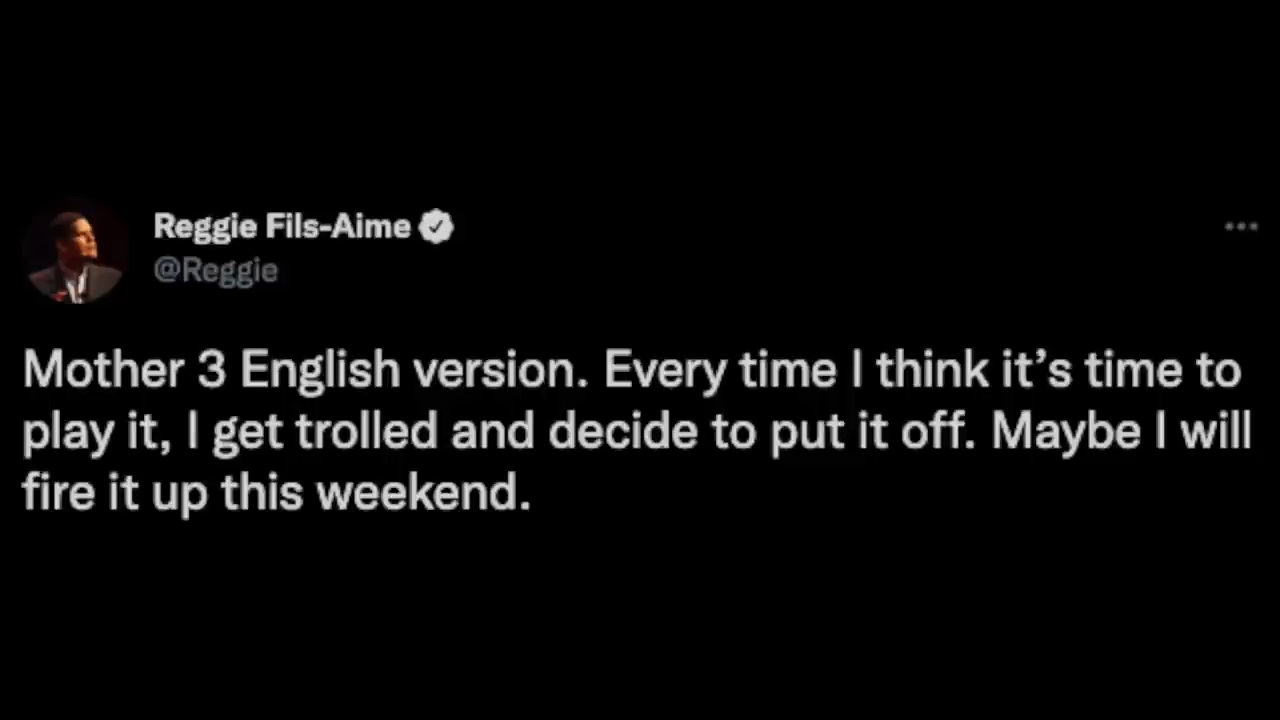 Reggie Fils-Aime
@Reggie
Mother 3 English version. Every time I think it’s time to
play it, I get trolled and decide to put it off. Maybe I will
fire it up this weekend.